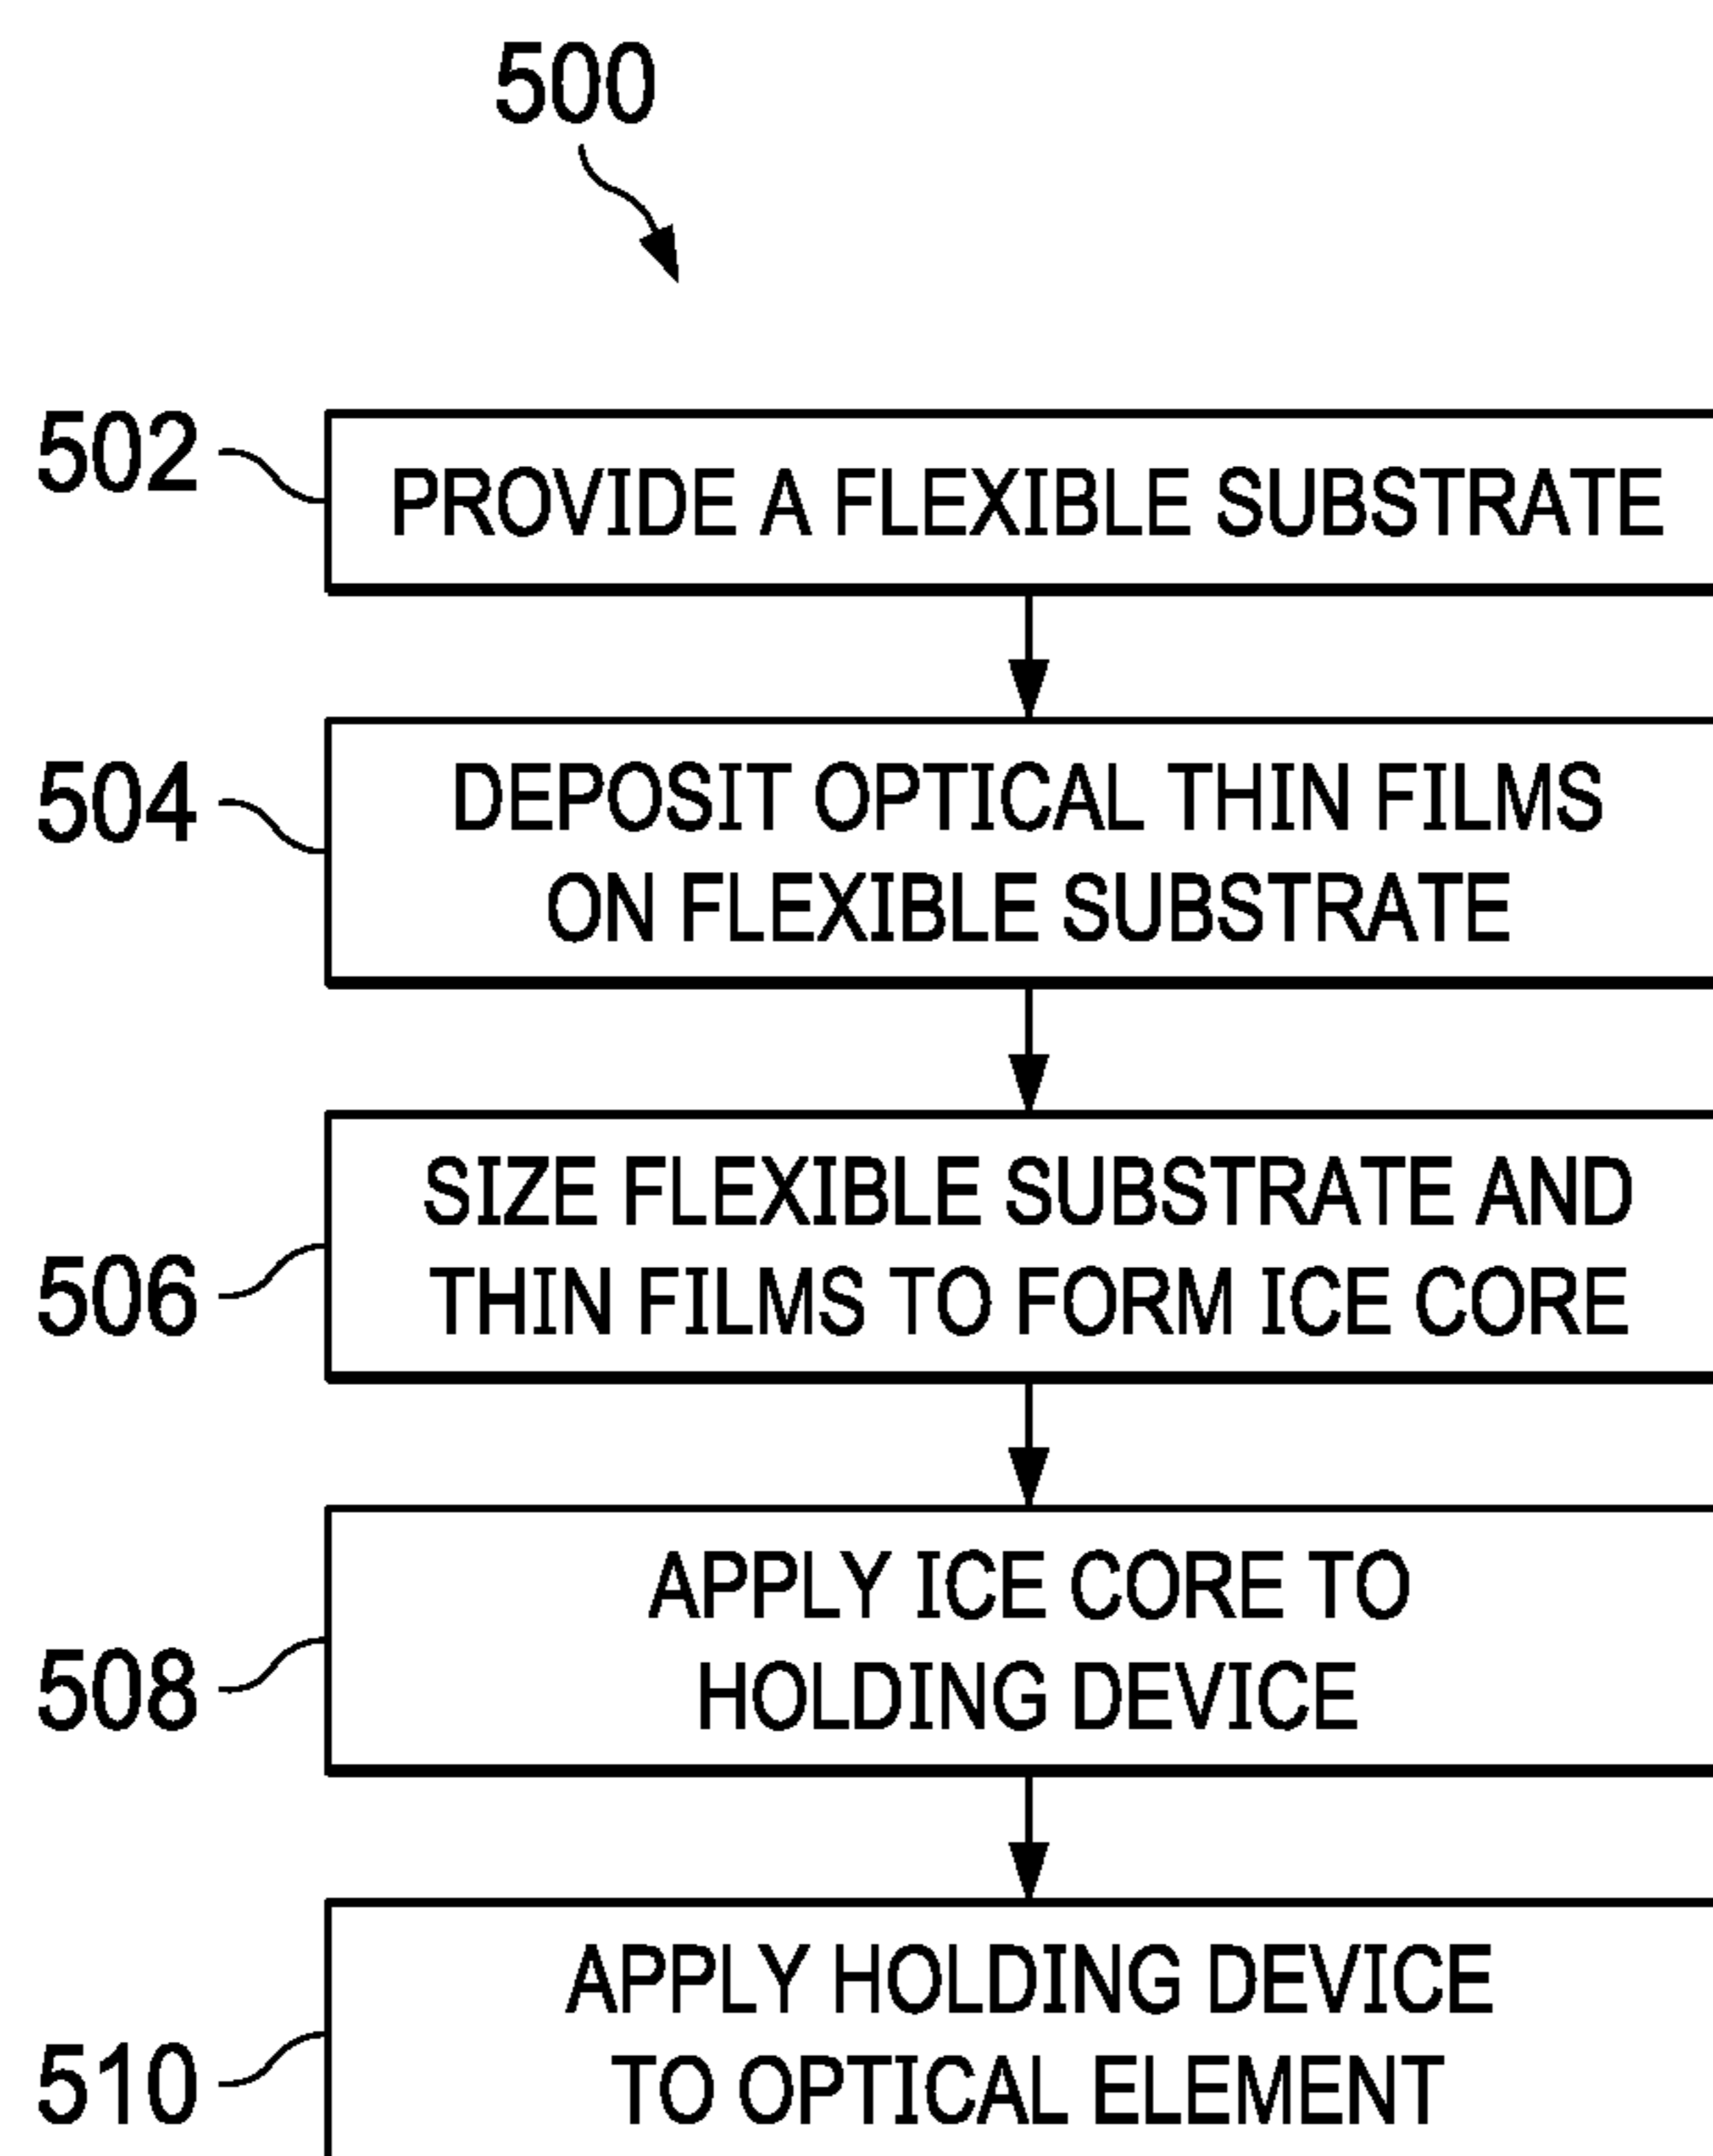 500
502
PROVIDE A FLEXIBLE SUBSTRATE
504
DEPOSIT OPTICAL THIN FILMS
ON FLEXIBLE SUBSTRATE
506
SIZE FLEXIBLE SUBSTRATE AND
THIN FILMS TO FORM ICE CORE
508
APPLY ICE CORE TO
HOLDING DEVICE
510
APPLY HOLDING DEVICE
TO OPTICAL ELEMENT